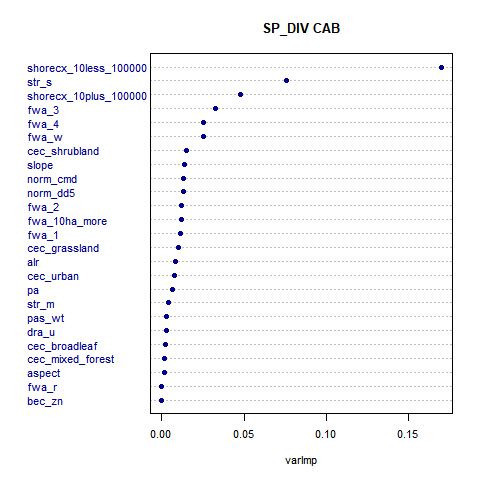 SP_DIV CAB
shorecx_10less_100000
str_s
shorecx_10plus_100000
fwa_3
fwa_4
fwa_w
cec_shrubland
slope
norm_cmd
norm_dd5
fwa_2
fwa_10ha_more
fwa_1
cec_grassland
alr
cec_urban
pa
str_m
pas_wt
dra_u
cec_broadleaf
cec_mixed_forest
aspect
fwa_r
bec_zn
0.00 0.05 0.10 0.15
varImp